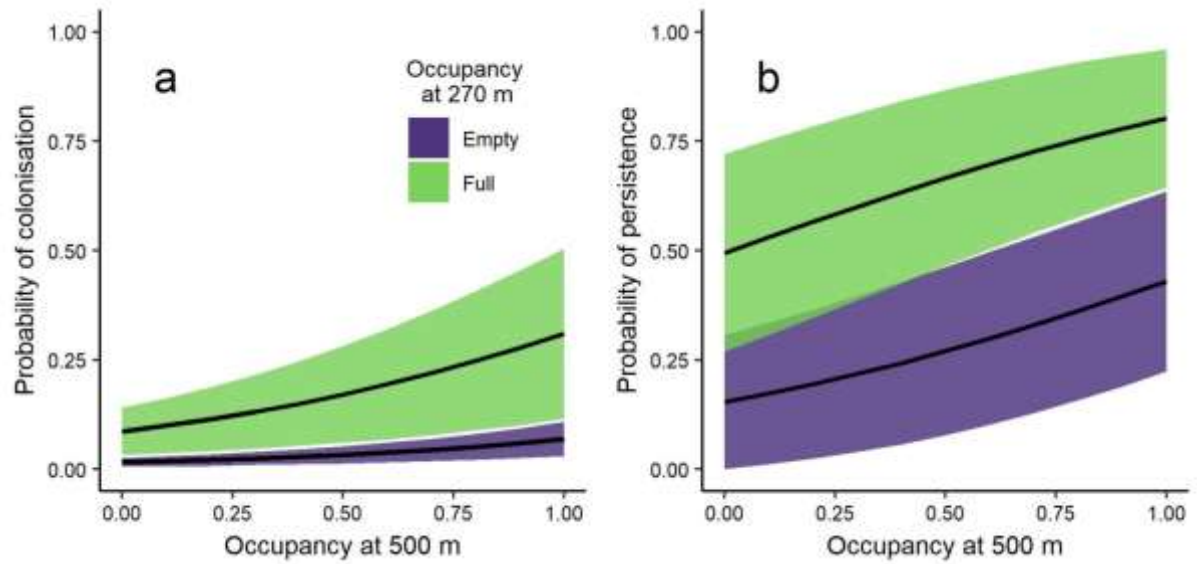 a
Occupancy
at 270 m
Empty
Full
Probability of colonisation
1.00
0.75
0.50
0.25
0.00
0.00 0.25 0.50 0.75 1.00
Occupancy at 500 m
b
Probability of persistence
1.00
0.75
0.50
0.25
0.00
0.00 0.25 0.50 0.75 1.00
Occupancy at 500 m